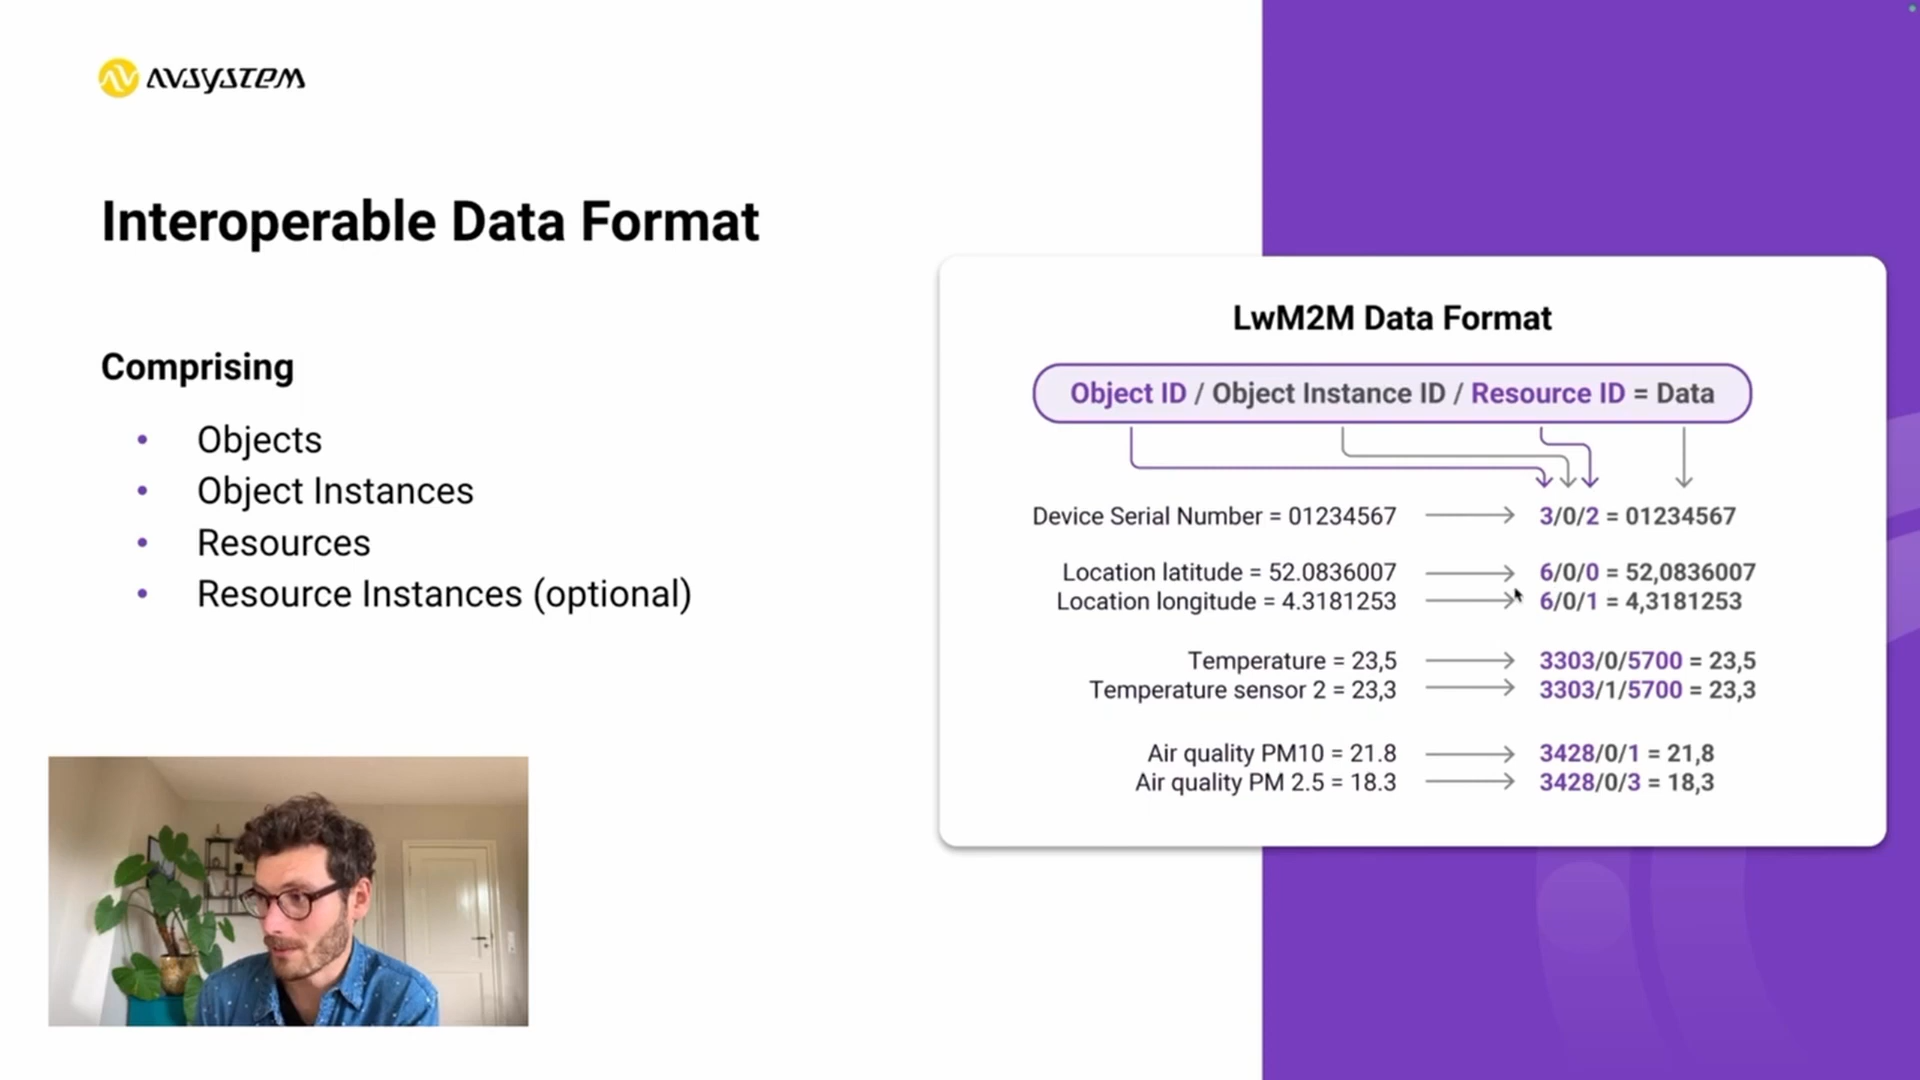 AVSYSTEM
Interoperable Data Format
Comprising
• Objects
• Object Instances
• Resources
• Resource Instances (optional)
LwM2M Data Format
Object ID / Object Instance ID / Resource ID = Data
Device Serial Number = 01234567 3/0/2 = 01234567
Location latitude = 52.0836007 6/0/0 = 52,0836007
Location longitude = 4.3181253 6/0/1 = 4,3181253
Temperature = 23,5 3303/0/5700 = 23,5
Temperature sensor 2 = 23,3 3303/1/5700 = 23,3
Air quality PM10 = 21.8 3428/0/1 = 21,8
Air quality PM 2.5 = 18.3 3428/0/3 = 18,3